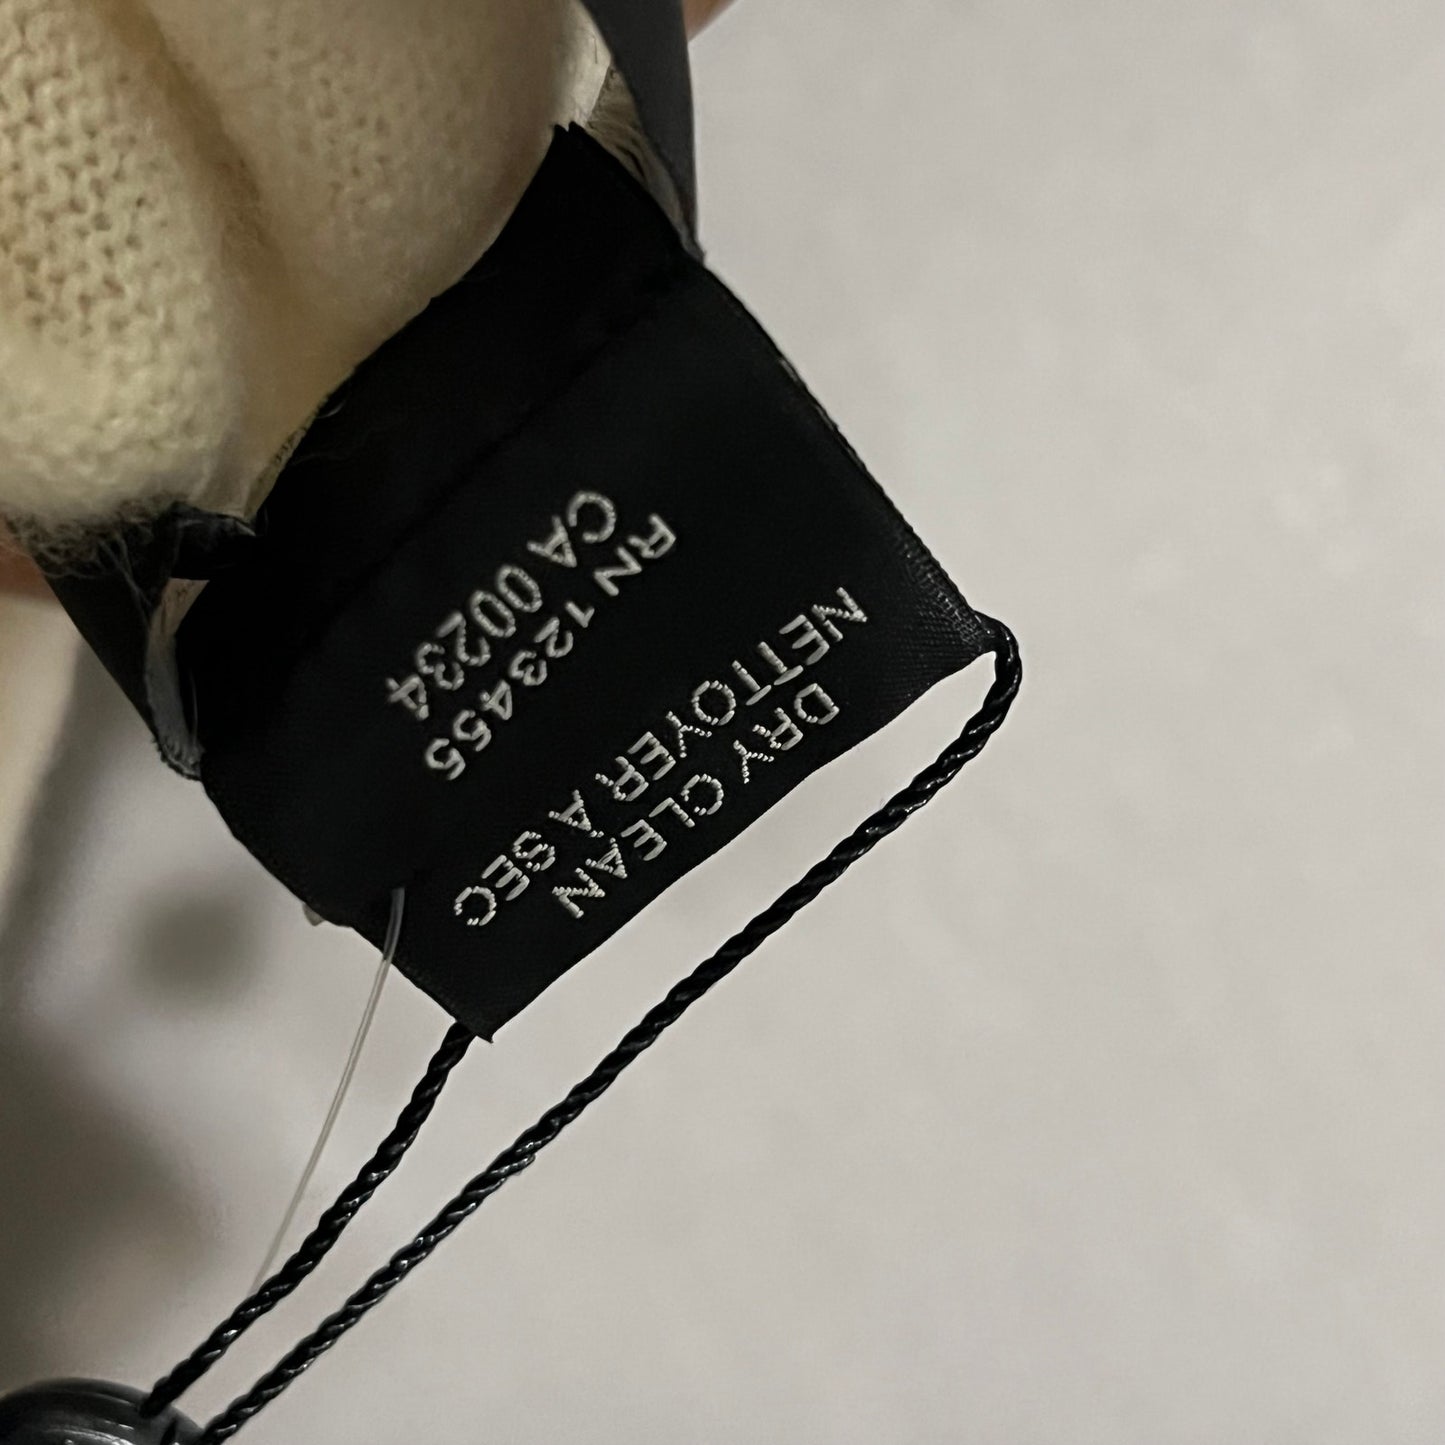 RN 123455
CA 00234
DRY CLEAN
NETTOYER A SEC